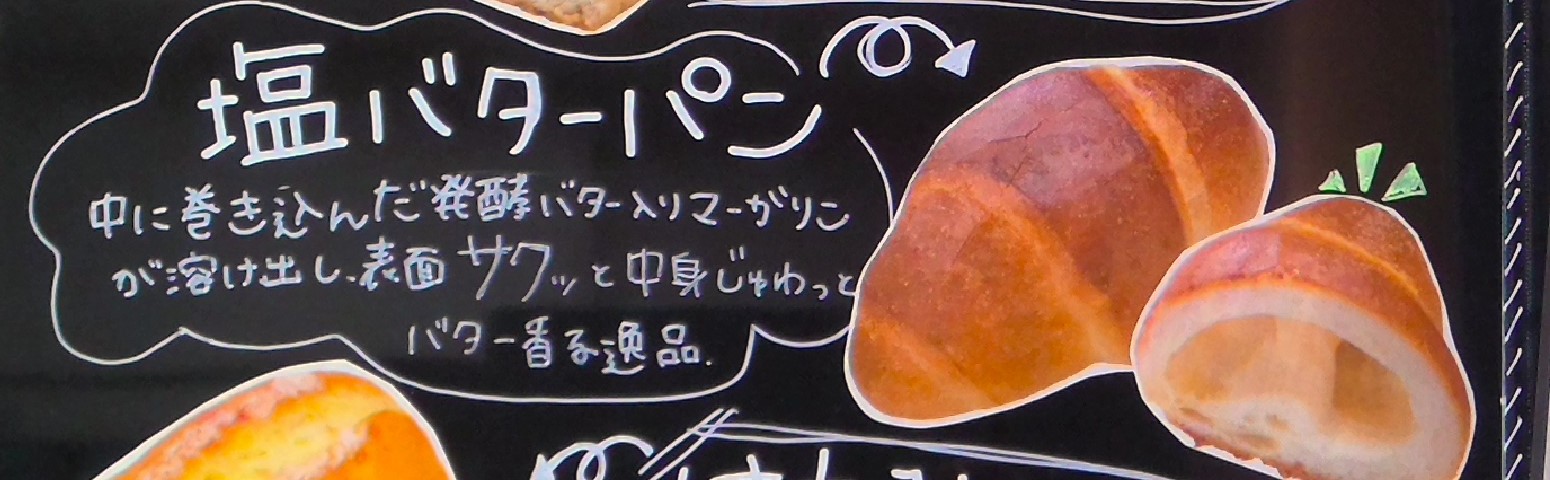 塩バターパン
中に巻き込んだ発酵バター入りマーガリン
が溶け出し、表面サクッと中身じゅわっと
バター香る逸品.